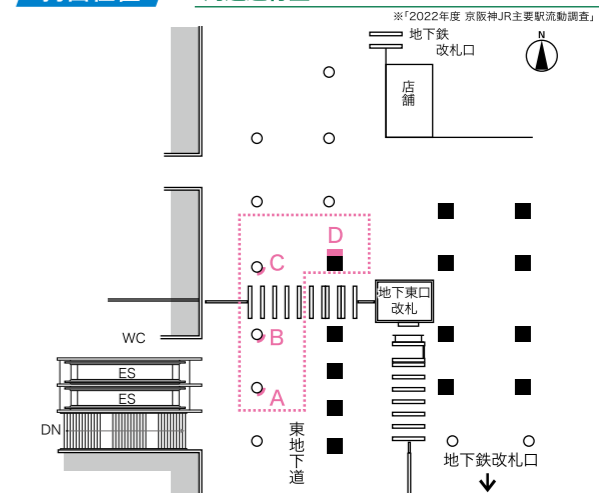 ※「2022年度 京阪神JR主要駅流動調査」
地下鉄
改札口
N
店舗
D
C
地下東口
改札
WC
B
ES
ES
A
DN
東地下道
地下鉄改札口